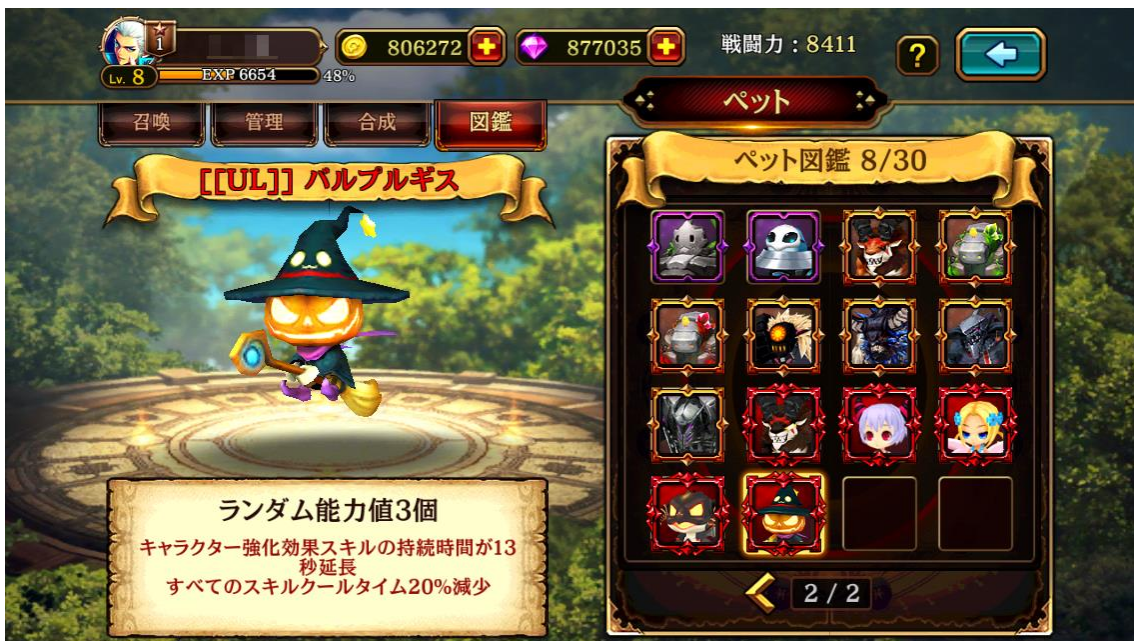 1
806272
877035
戦闘力：8411
?
Lv. 8
EXP 6654
48%
ペット
召喚
管理
合成
図鑑
[[UL]] バルプルギス
ペット図鑑 8/30
ランダム能力値3個
キャラクター強化効果スキルの持続時間が13
秒延長
すべてのスキルクールタイム20%減少
2 / 2